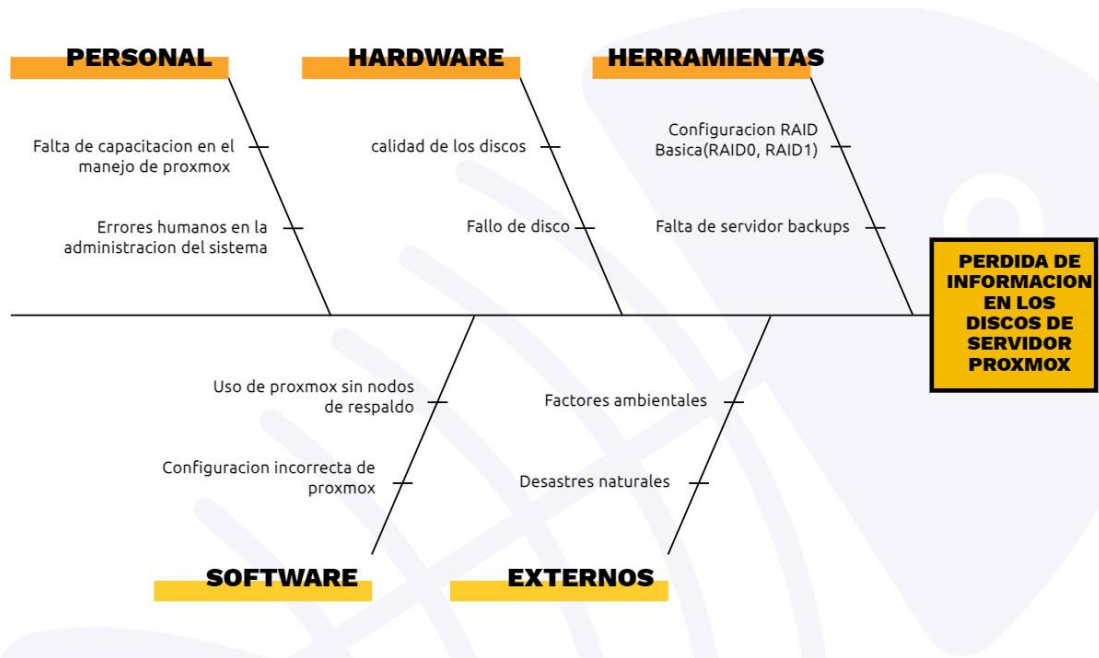 PERSONAL
Falta de capacitacion en el
manejo de proxmox
Errores humanos en la
administracion del sistema
HARDWARE
calidad de los discos
Fallo de disco
HERRAMIENTAS
Configuracion RAID
Basica(RAID0, RAID1)
Falta de servidor backups
PERDIDA DE
INFORMACION
EN LOS
DISCOS DE
SERVIDOR
PROXMOX
Uso de proxmox sin nodos
de respaldo
Configuracion incorrecta de
proxmox
SOFTWARE
Factores ambientales
Desastres naturales
EXTERNOS